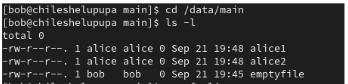 [bob@chileshelupupa main]$ cd /data/main
[bob@chileshelupupa main]$ ls -l
total 0
-rw-r--r--. 1 alice alice 0 Sep 21 19:48 alice1
-rw-r--r--. 1 alice alice 0 Sep 21 19:48 alice2
-rw-r--r--. 1 bob   bob   0 Sep 21 19:45 emptyfile